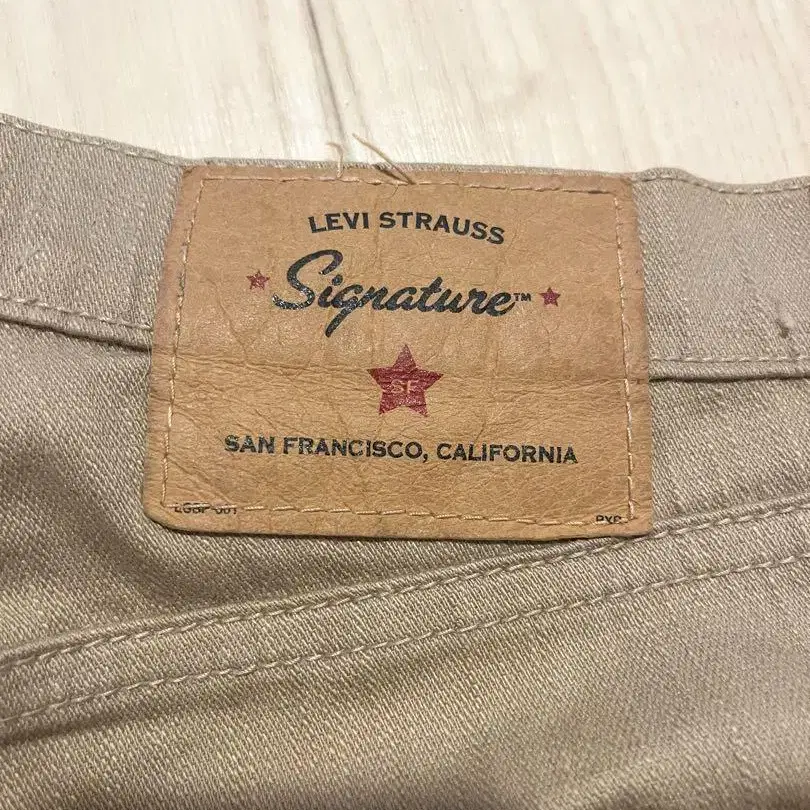 LEVI STRAUSS
Signature™
SF
SAN FRANCISCO, CALIFORNIA